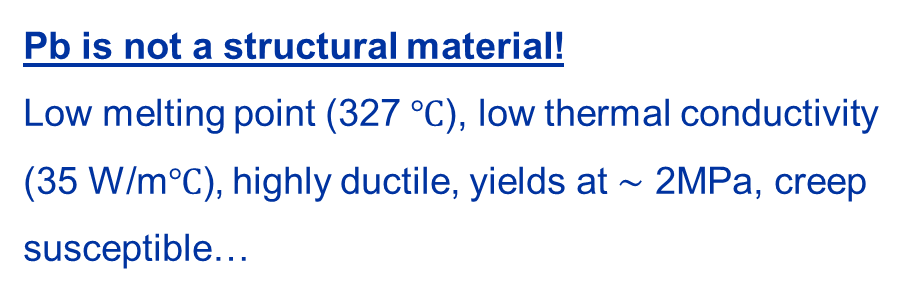 Pb is not a structural material!
Low melting point (327 ℃), low thermal conductivity
(35 W/m℃), highly ductile, yields at ~ 2MPa, creep
susceptible…